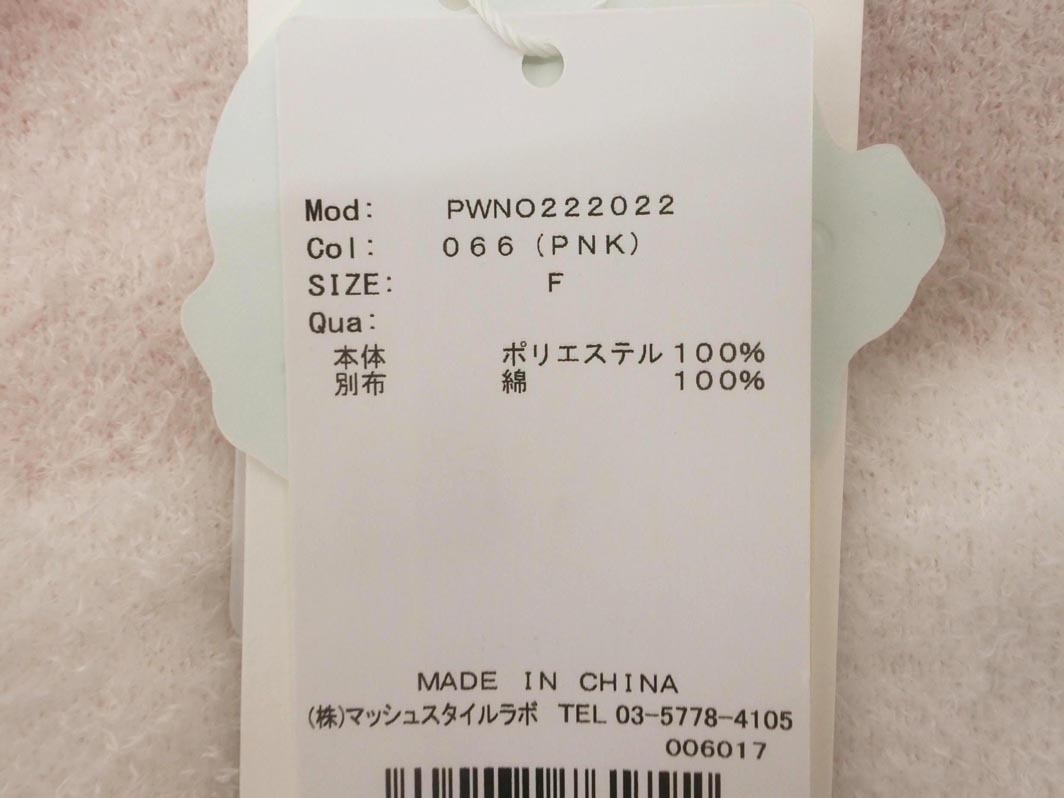 Mod: PWNO222022
Col: 066 (PNK)
SIZE: F
Qua:
本体 ポリエステル 100%
別布 綿 100%
MADE IN CHINA
(株)マッシュスタイルラボ TEL 03-5778-4105
006017